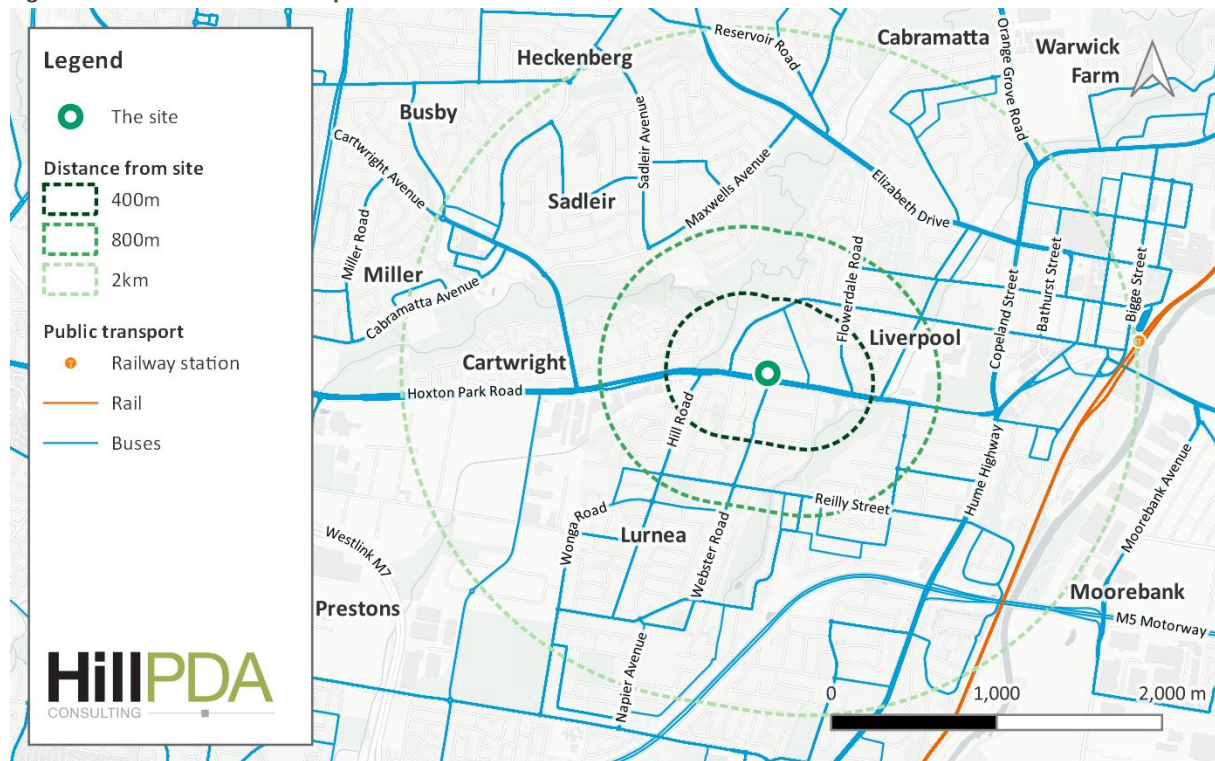 Legend
The site
Distance from site
400m
800m
2km
Public transport
Railway station
Rail
Buses
HillPDA
CONSULTING
Heckenberg
Busby
Cartwright Avenue
Miller Road
Miller
Cabramatta Avenue
Sadleir
Sadleir Avenue
Maxwells Avenue
Reservoir Road
Cabramatta
Orange Grove Road
Warwick
Farm
Elizabeth Drive
Flowerdale Road
Liverpool
Copeland Street
Bathurst Street
Bigge Street
Cartwright
Hoxton Park Road
Hill Road
Hume Highway
Moorebank Avenue
Reilly Street
Wonga Road
Lurnea
Webster Road
Westlink M7
Prestons
Napier Avenue
Moorebank
M5 Motorway
0 1,000 2,000 m